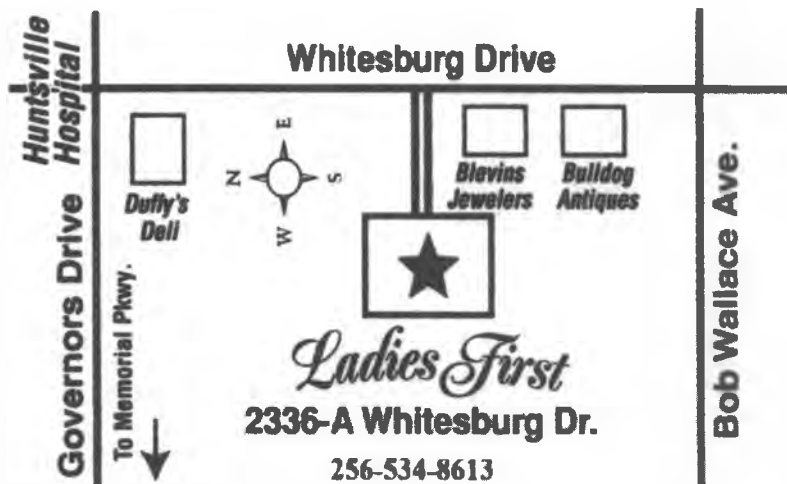 Whitesburg Drive
Huntsville
Hospital
Governors Drive
To Memorial Pkwy.
Duffy's
Deli
N
E
S
W
Blevins
Jewelers
Bulldog
Antiques
Bob Wallace Ave.
Ladies First
2336-A Whitesburg Dr.
256-534-8613